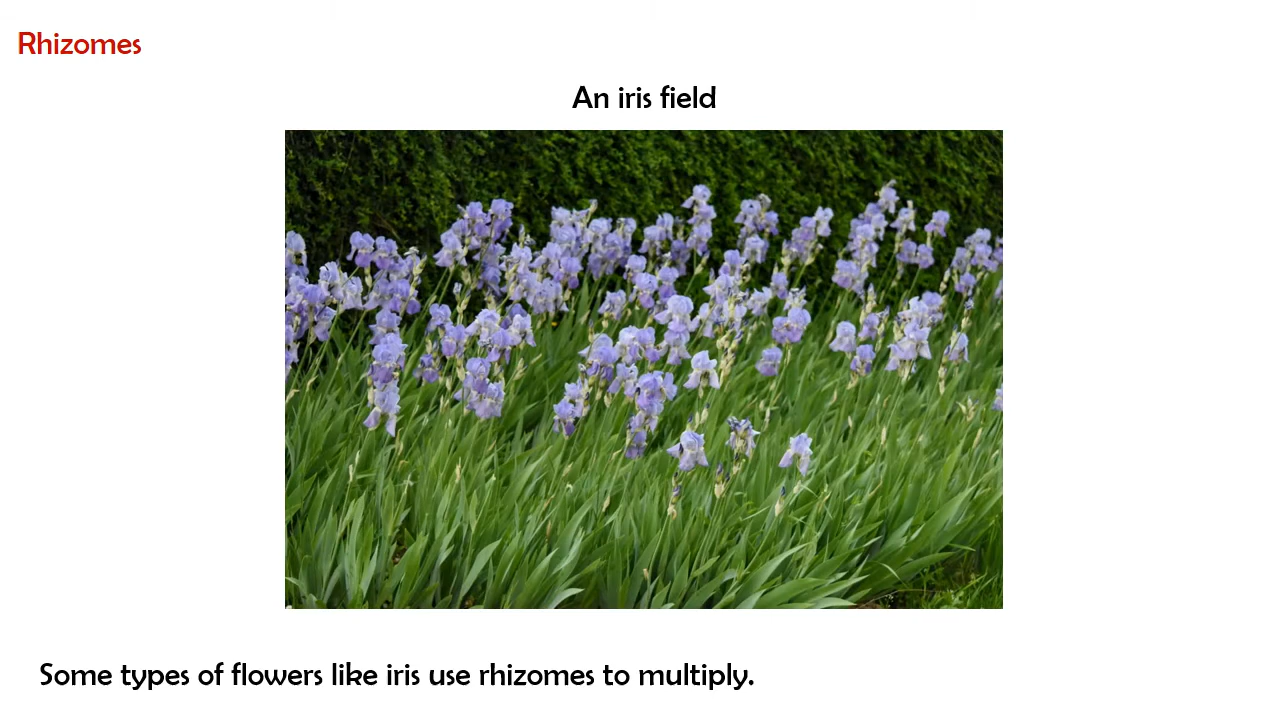 Rhizomes
An iris field
Some types of flowers like iris use rhizomes to multiply.